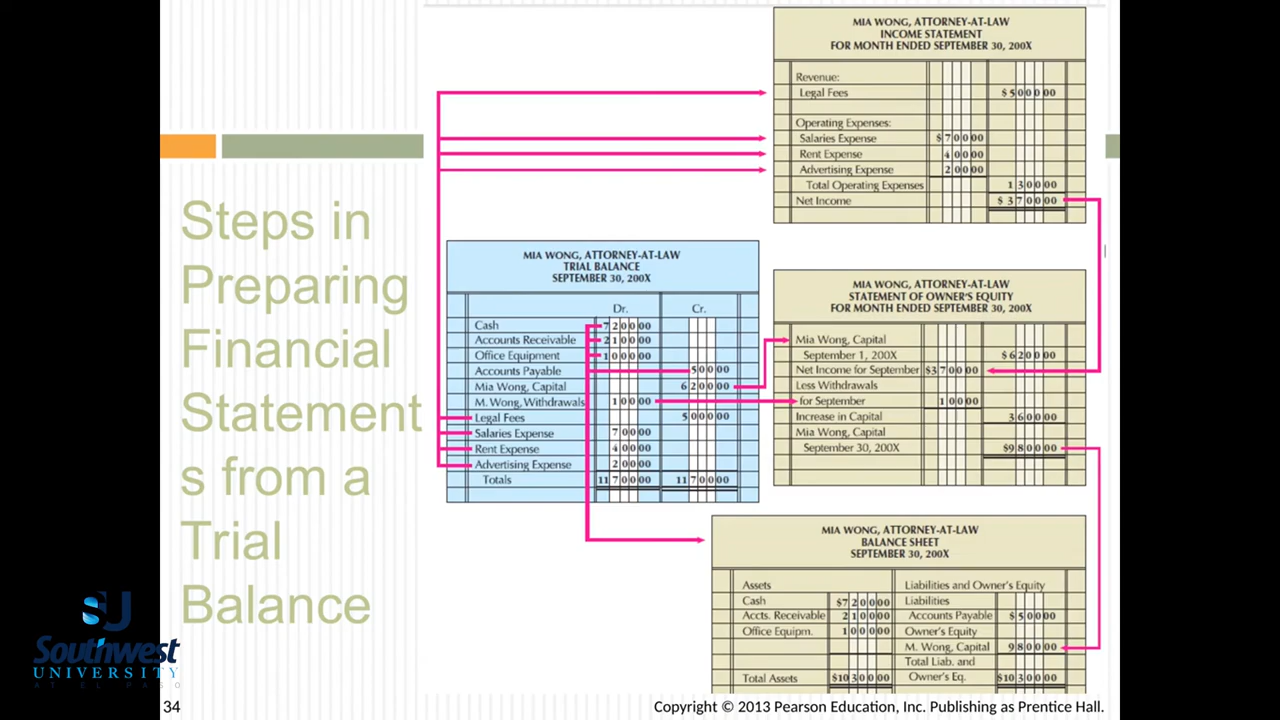 Steps in
Preparing
Financial
Statement
s from a
Trial
Balance
MIA WONG, ATTORNEY-AT-LAW
INCOME STATEMENT
FOR MONTH ENDED SEPTEMBER 30, 200X
Revenue:
Legal Fees $ 5 0 0 0 00
Operating Expenses:
Salaries Expense $ 7 0 0 00
Rent Expense 4 0 0 00
Advertising Expense 2 0 0 00
Total Operating Expenses 1 3 0 0 00
Net Income $ 3 7 0 0 00
MIA WONG, ATTORNEY-AT-LAW
TRIAL BALANCE
SEPTEMBER 30, 200X
Dr. Cr.
Cash 7 2 0 0 00
Accounts Receivable 2 1 0 0 00
Office Equipment 1 0 0 0 00
Accounts Payable 5 0 0 00
Mia Wong, Capital 6 2 0 0 00
M. Wong, Withdrawals 1 0 0 00
Legal Fees 5 0 0 0 00
Salaries Expense 7 0 0 00
Rent Expense 4 0 0 00
Advertising Expense 2 0 0 00
Totals 11 7 0 0 00 11 7 0 0 00
MIA WONG, ATTORNEY-AT-LAW
STATEMENT OF OWNER'S EQUITY
FOR MONTH ENDED SEPTEMBER 30, 200X
Mia Wong, Capital
September 1, 200X $ 6 2 0 0 00
Net Income for September $3 7 0 0 00
Less Withdrawals
for September 1 0 0 00
Increase in Capital 3 6 0 0 00
Mia Wong, Capital
September 30, 200X $9 8 0 0 00
MIA WONG, ATTORNEY-AT-LAW
BALANCE SHEET
SEPTEMBER 30, 200X
Assets Liabilities and Owner's Equity
Cash $7 2 0 0 00 Liabilities
Accts. Receivable 2 1 0 0 00 Accounts Payable $ 5 0 0 00
Office Equipm. 1 0 0 0 00 Owner's Equity
M. Wong, Capital 9 8 0 0 00
Total Liab. and
Total Assets $10 3 0 0 00 Owner's Eq. $10 3 0 0 00
SU
Southwest
UNIVERSITY
AT EL PASO
34
Copyright © 2013 Pearson Education, Inc. Publishing as Prentice Hall.